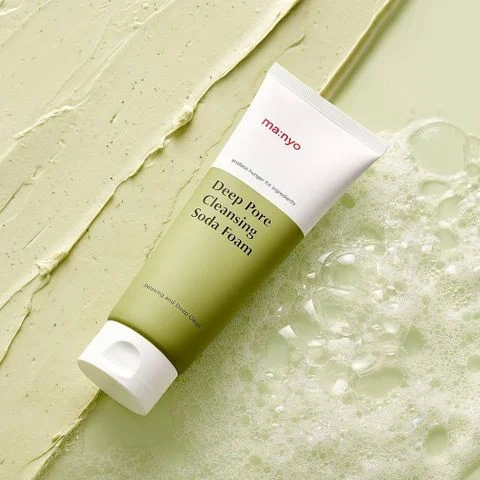 ma:nyo
endless hunger for ingredients
Deep Pore
Cleansing
Soda Foam
Relaxing and Deep Clean